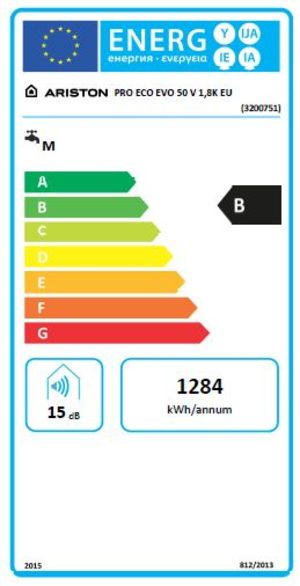 ENERG Y IJA
енергия · ενεργεια IE IA
ARISTON PRO ECO EVO 50 V 1,8K EU
(3200751)
M
A
B
B
C
D
E
F
G
15 dB
1284
kWh/annum
2015 812/2013